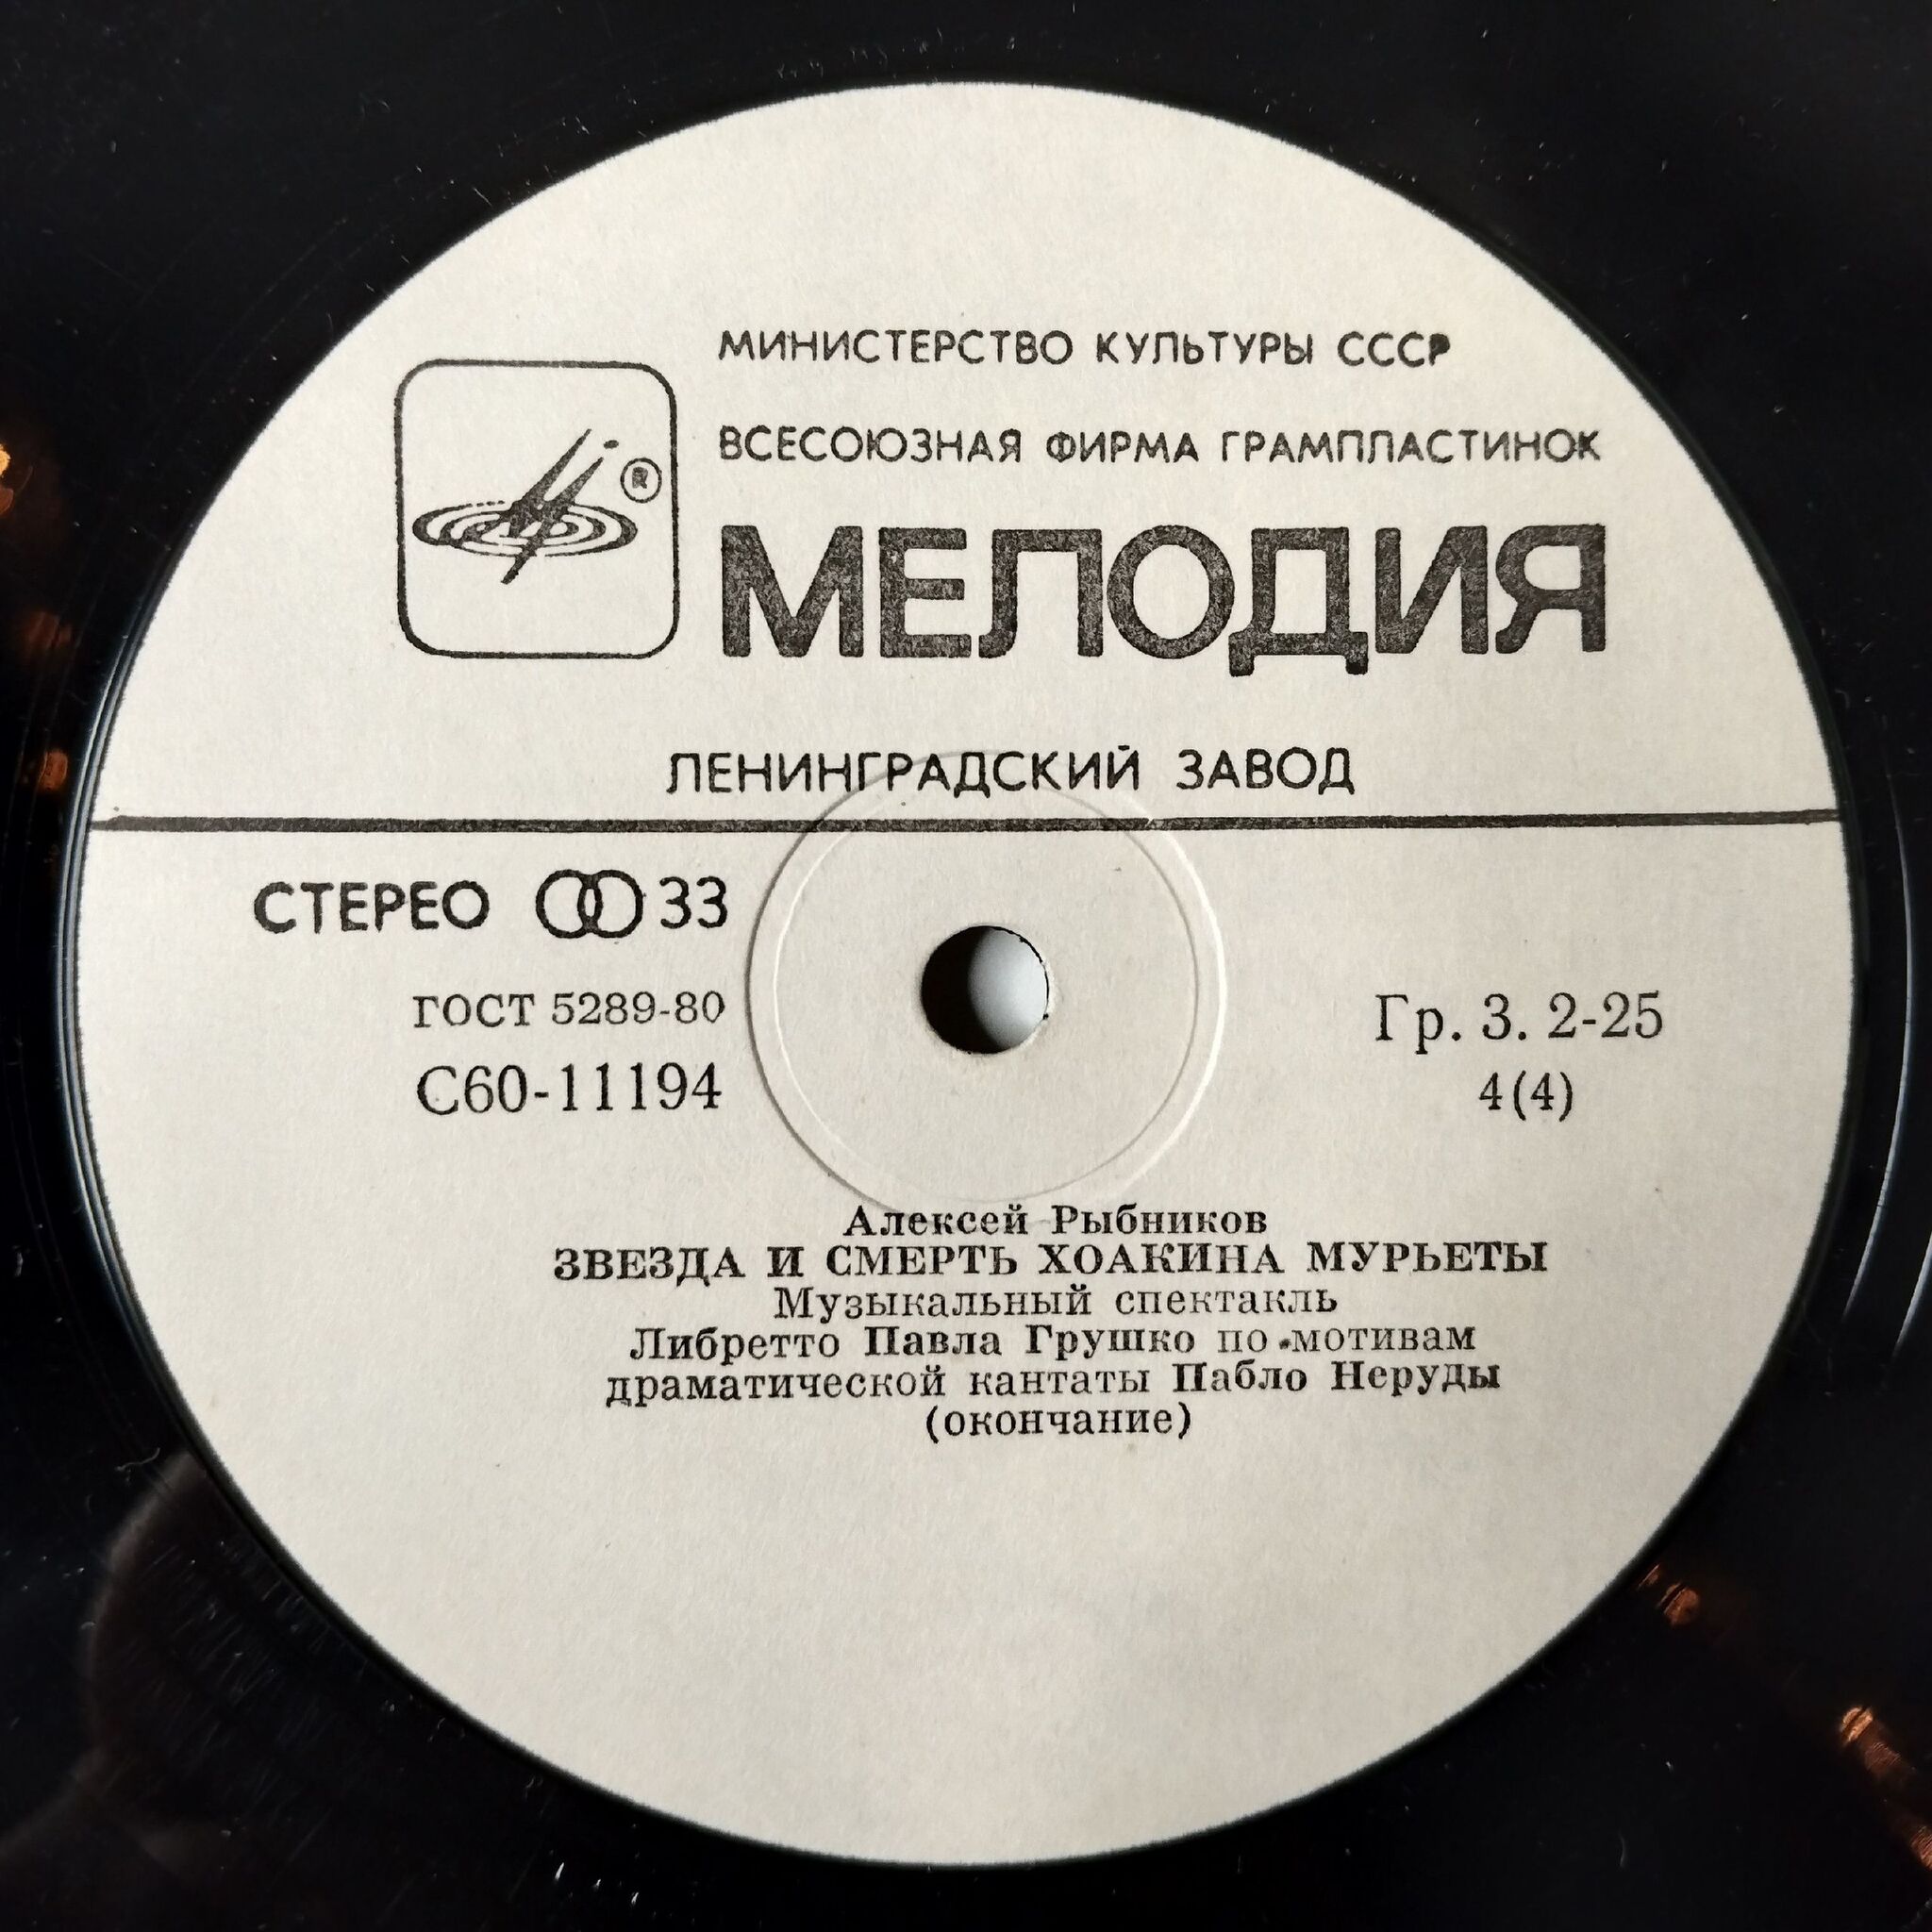 МИНИСТЕРСТВО КУЛЬТУРЫ СССР
ВСЕСОЮЗНАЯ ФИРМА ГРАМПЛАСТИНОК
®
МЕЛОДИЯ
ЛЕНИНГРАДСКИЙ ЗАВОД
СТЕРЕО 33
ГОСТ 5289-80
С60-11194
Гр. 3. 2-25
4(4)
Алексей Рыбников
ЗВЕЗДА И СМЕРТЬ ХОАКИНА МУРЬЕТЫ
Музыкальный спектакль
Либретто Павла Грушко по мотивам
драматической кантаты Пабло Неруды
(окончание)